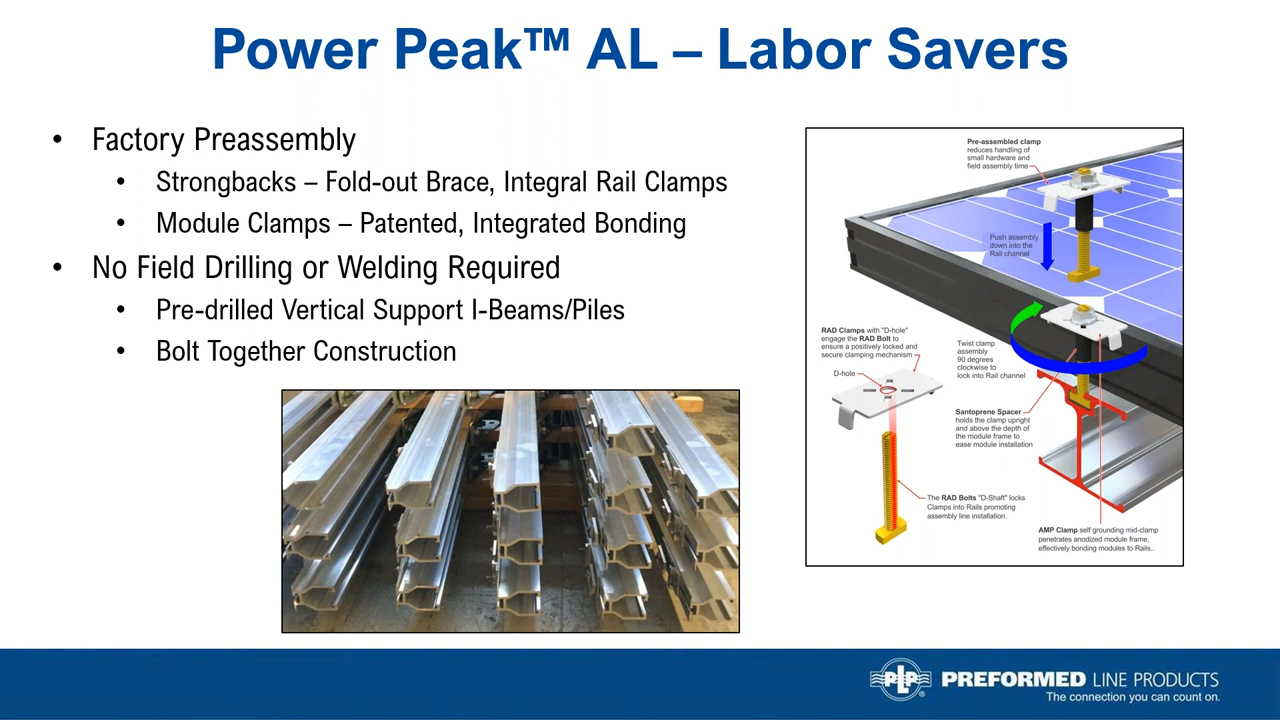 Power Peak™ AL – Labor Savers
• Factory Preassembly
• Strongbacks – Fold-out Brace, Integral Rail Clamps
• Module Clamps – Patented, Integrated Bonding
• No Field Drilling or Welding Required
• Pre-drilled Vertical Support I-Beams/Piles
• Bolt Together Construction
Pre-assembled clamp
reduces handling of
small hardware and
field assembly time
Push assembly
down into the
Rail channel
RAD Clamps with "D-hole"
engage the RAD Bolt to
ensure a positively locked and
secure clamping mechanism
D-hole
Twist clamp
assembly
90 degrees
clockwise to
lock into Rail channel
Santoprene Spacer
holds the clamp upright
and above the depth of
the module frame to
ease module installation
The RAD Bolts "D-Shaft" locks
Clamps into Rails promoting
assembly line installation.
AMP Clamp self grounding mid-clamp
penetrates anodized module frame,
effectively bonding modules to Rails..
PLP®
PREFORMED LINE PRODUCTS
The connection you can count on.